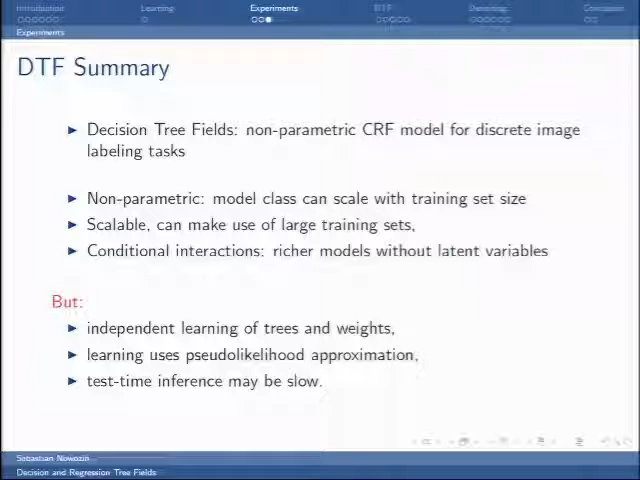 Introduction Learning Experiments DTF Denoising Conclusion
Experiments
DTF Summary
Decision Tree Fields: non-parametric CRF model for discrete image
labeling tasks
Non-parametric: model class can scale with training set size
Scalable, can make use of large training sets,
Conditional interactions: richer models without latent variables
But:
independent learning of trees and weights,
learning uses pseudolikelihood approximation,
test-time inference may be slow.
Sebastian Nowozin
Decision and Regression Tree Fields